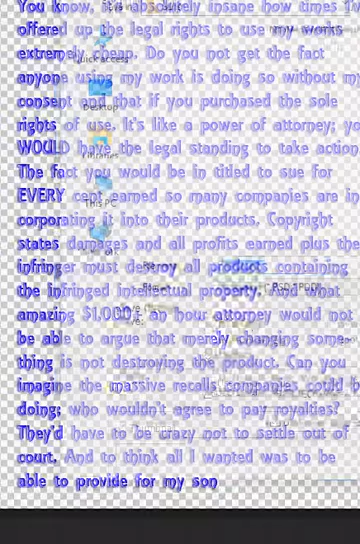 You know, it's absolutely insane how times I'v
offered up the legal rights to use my works
extremely cheap. Do you not get the fact
anyone using my work is doing so without my
consent and that if you purchased the sole
rights of use. It's like a power of attorney; yo
WOULD have the legal standing to take action
The fact you would be in titled to sue for
EVERY cent earned so many companies are in
corporating it into their products. Copyright
states damages and all profits earned plus the
infringer must destroy all products containing
the infringed intellectual property. And what
amazing $1,000; an hour attorney would not
be able to argue that merely changing some-
thing is not destroying the product. Can you
imagine the massive recalls companies could b
doing; who wouldn't agree to pay royalties?
They'd have to be crazy not to settle out of
court. And to think all I wanted was to be
able to provide for my son
Quick access
Desktop
Libraries
This PC